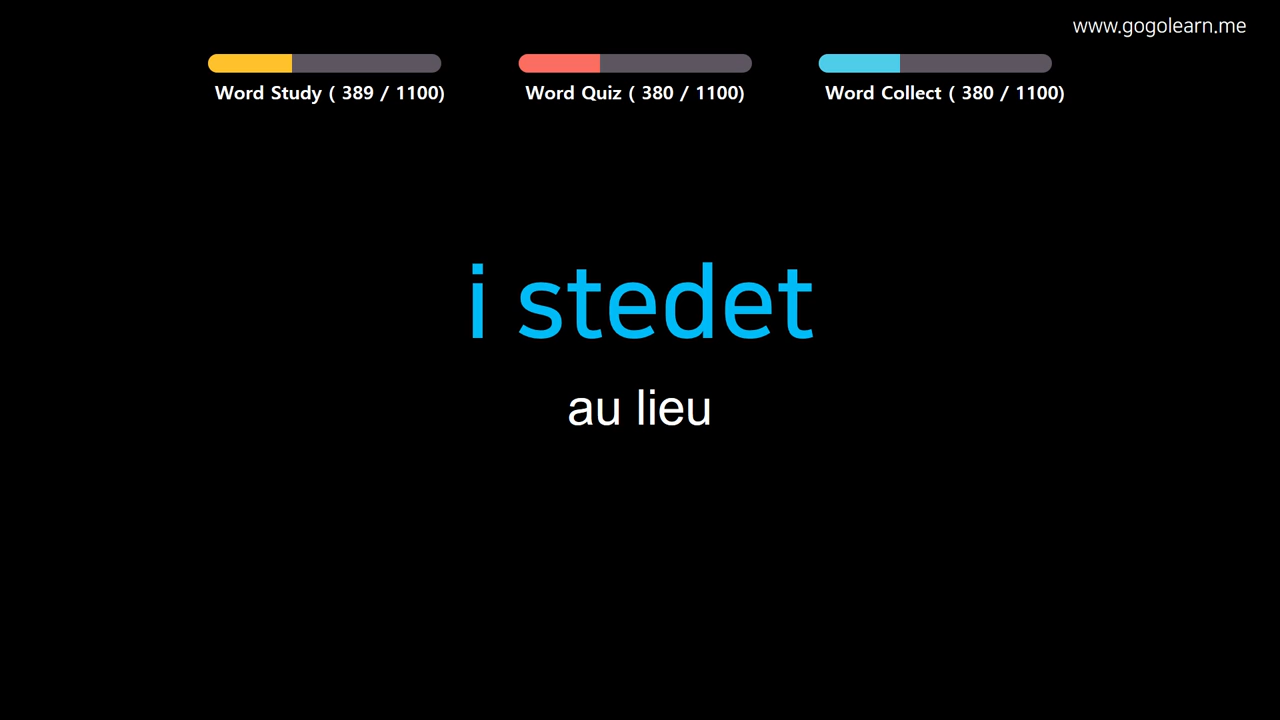 www.gogolearn.me
Word Study ( 389 / 1100)
Word Quiz ( 380 / 1100)
Word Collect ( 380 / 1100)
i stedet
au lieu